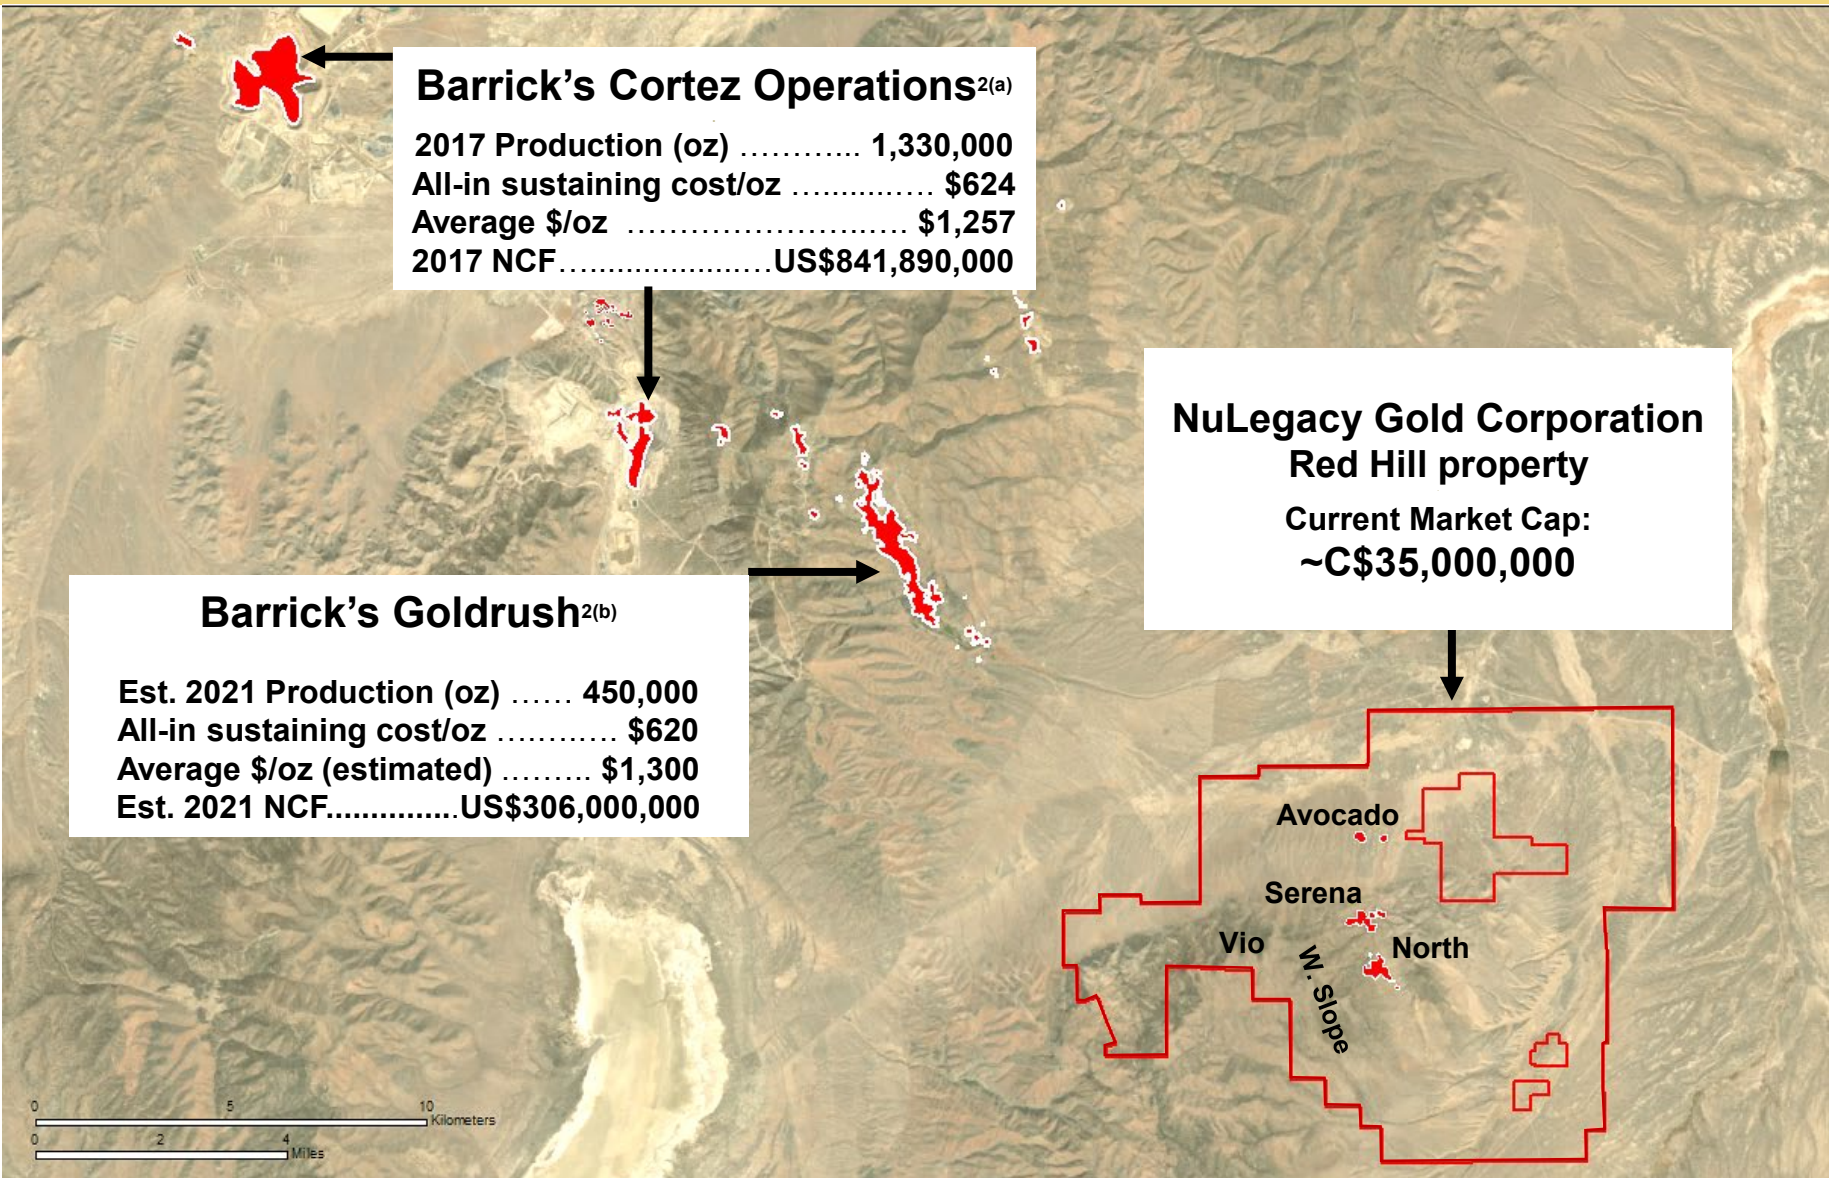 Barrick’s Cortez Operations2(a)
2017 Production (oz) ………… 1,330,000
All-in sustaining cost/oz ……...…… $624
Average $/oz …………………………… $1,257
2017 NCF…......................…US$841,890,000
NuLegacy Gold Corporation
Red Hill property
Current Market Cap:
~C$35,000,000
Barrick’s Goldrush2(b)
Est. 2021 Production (oz) …… 450,000
All-in sustaining cost/oz ………… $620
Average $/oz (estimated) ……… $1,300
Est. 2021 NCF...............US$306,000,000
Avocado
Serena
Vio
North
W. Slope
0 5 10
Kilometers
0 2 4
Miles